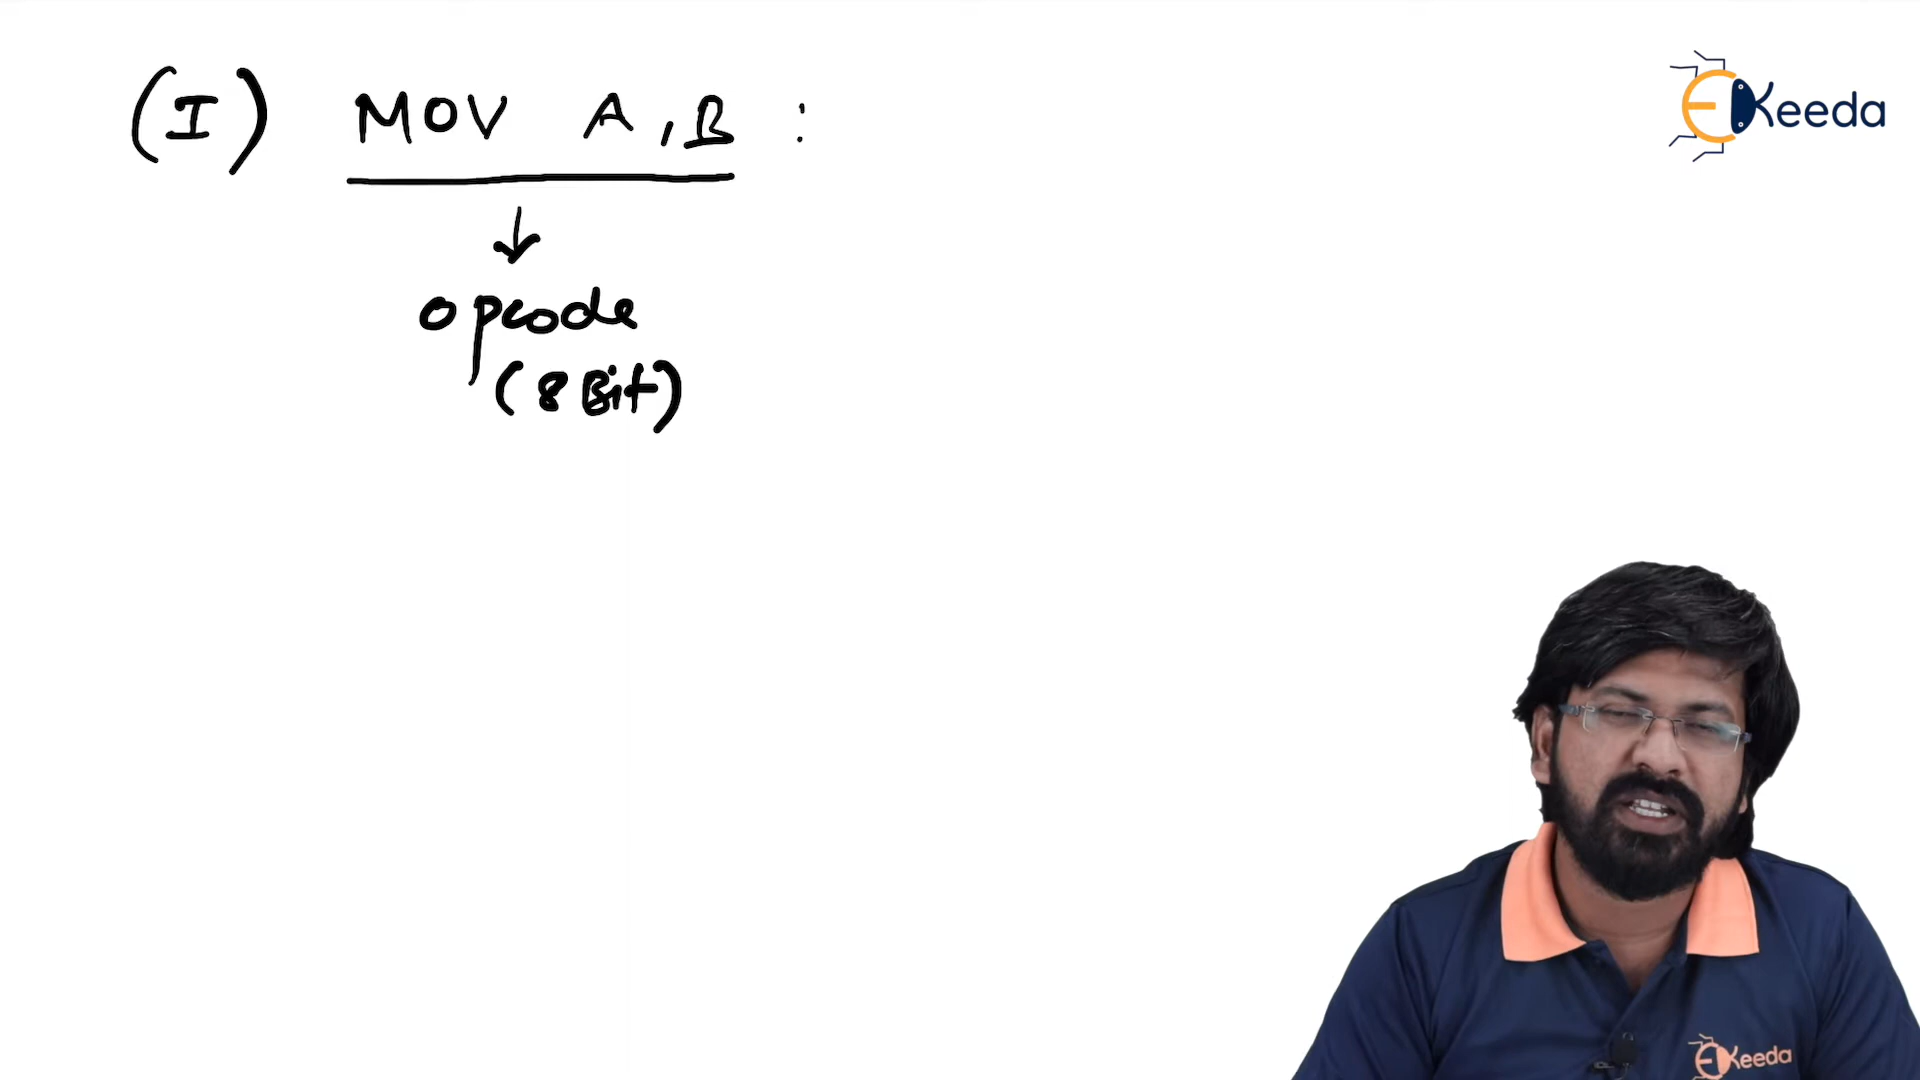 (I) MOV A,B :
opcode
(8 Bit)
EKeeda
EKeeda